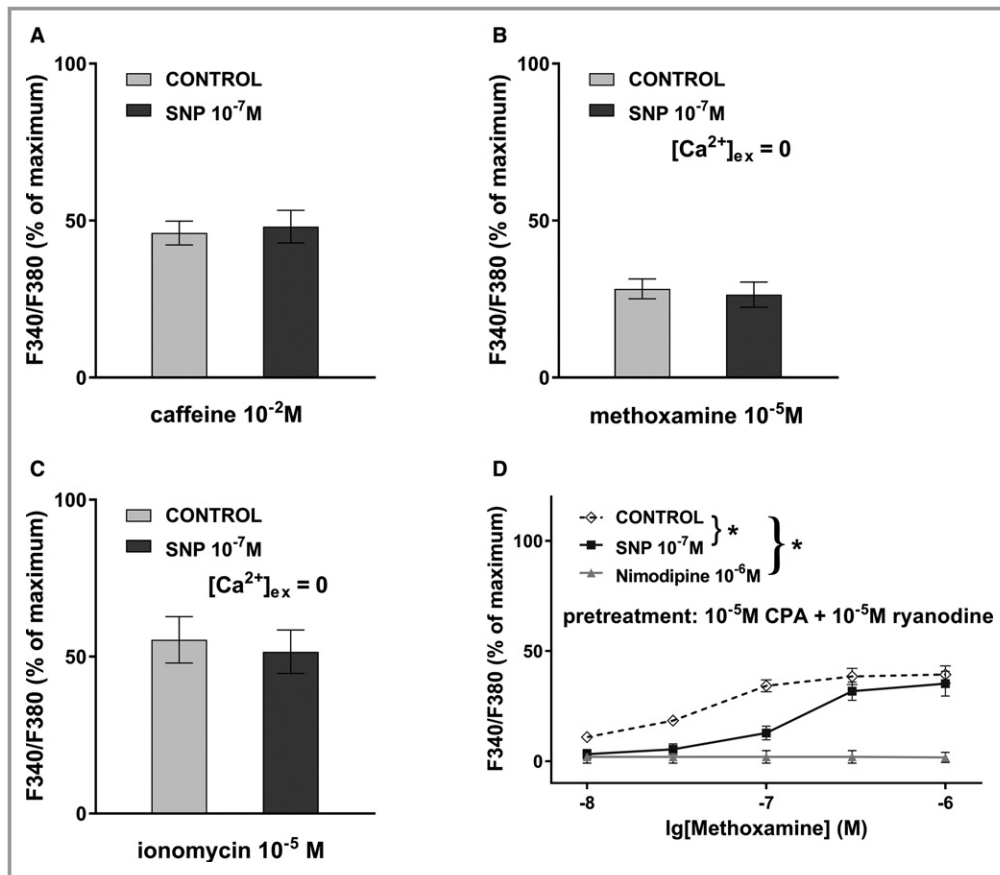 A
F340/F380 (% of maximum)
100
50
0
CONTROL
SNP 10⁻⁷M
caffeine 10⁻²M
B
F340/F380 (% of maximum)
100
50
0
CONTROL
SNP 10⁻⁷M
[Ca²⁺]ₑₓ = 0
methoxamine 10⁻⁵M
C
F340/F380 (% of maximum)
100
50
0
CONTROL
SNP 10⁻⁷M
[Ca²⁺]ₑₓ = 0
ionomycin 10⁻⁵ M
D
F340/F380 (% of maximum)
100
50
0
CONTROL
SNP 10⁻⁷M
Nimodipine 10⁻⁶M
} *
} *
pretreatment: 10⁻⁵M CPA + 10⁻⁵M ryanodine
-8
-7
-6
lg[Methoxamine] (M)